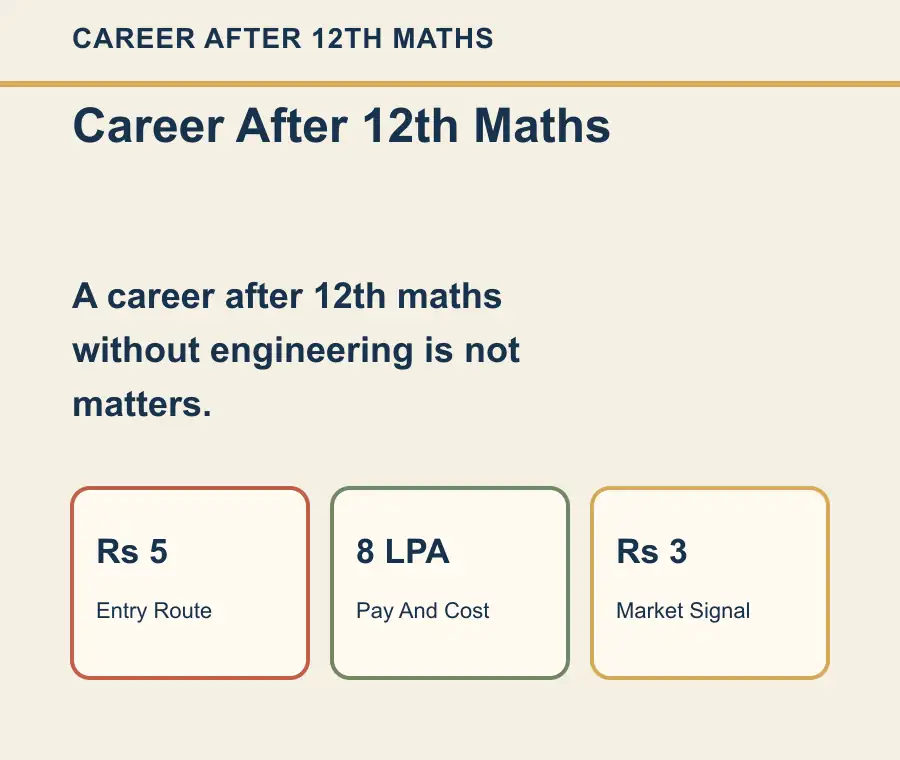 CAREER AFTER 12TH MATHS
Career After 12th Maths
A career after 12th maths
without engineering is not
matters.
Rs 5
Entry Route
8 LPA
Pay And Cost
Rs 3
Market Signal